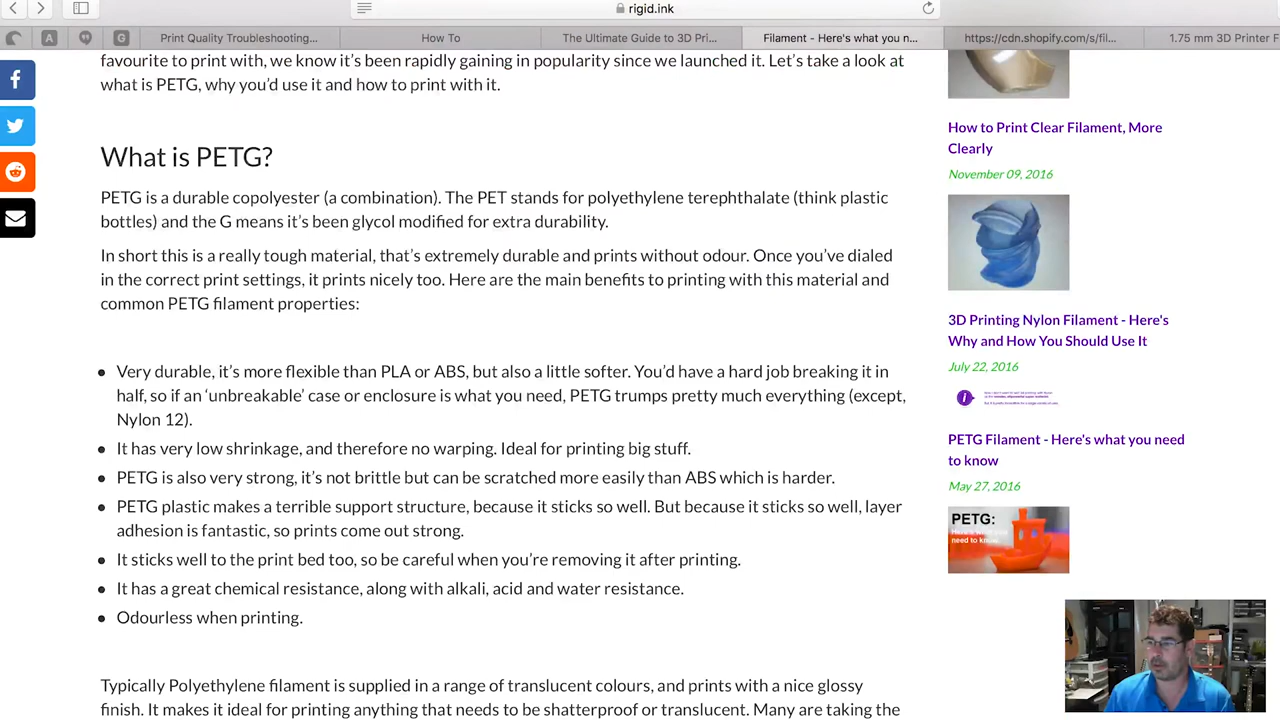 rigid.ink
A
G
Print Quality Troubleshooting...
How To
The Ultimate Guide to 3D Pri...
Filament - Here's what you n...
https://cdn.shopify.com/s/fil...
1.75 mm 3D Printer F
favourite to print with, we know it's been rapidly gaining in popularity since we launched it. Let's take a look at
what is PETG, why you'd use it and how to print with it.
What is PETG?
PETG is a durable copolyester (a combination). The PET stands for polyethylene terephthalate (think plastic
bottles) and the G means it's been glycol modified for extra durability.
In short this is a really tough material, that's extremely durable and prints without odour. Once you've dialed
in the correct print settings, it prints nicely too. Here are the main benefits to printing with this material and
common PETG filament properties:
• Very durable, it's more flexible than PLA or ABS, but also a little softer. You'd have a hard job breaking it in
half, so if an 'unbreakable' case or enclosure is what you need, PETG trumps pretty much everything (except,
Nylon 12).
• It has very low shrinkage, and therefore no warping. Ideal for printing big stuff.
• PETG is also very strong, it's not brittle but can be scratched more easily than ABS which is harder.
• PETG plastic makes a terrible support structure, because it sticks so well. But because it sticks so well, layer
adhesion is fantastic, so prints come out strong.
• It sticks well to the print bed too, so be careful when you're removing it after printing.
• It has a great chemical resistance, along with alkali, acid and water resistance.
• Odourless when printing.
Typically Polyethylene filament is supplied in a range of translucent colours, and prints with a nice glossy
finish. It makes it ideal for printing anything that needs to be shatterproof or translucent. Many are taking the
How to Print Clear Filament, More
Clearly
November 09, 2016
3D Printing Nylon Filament - Here's
Why and How You Should Use It
July 22, 2016
PETG Filament - Here's what you need
to know
May 27, 2016
PETG:
Here's what you
need to know